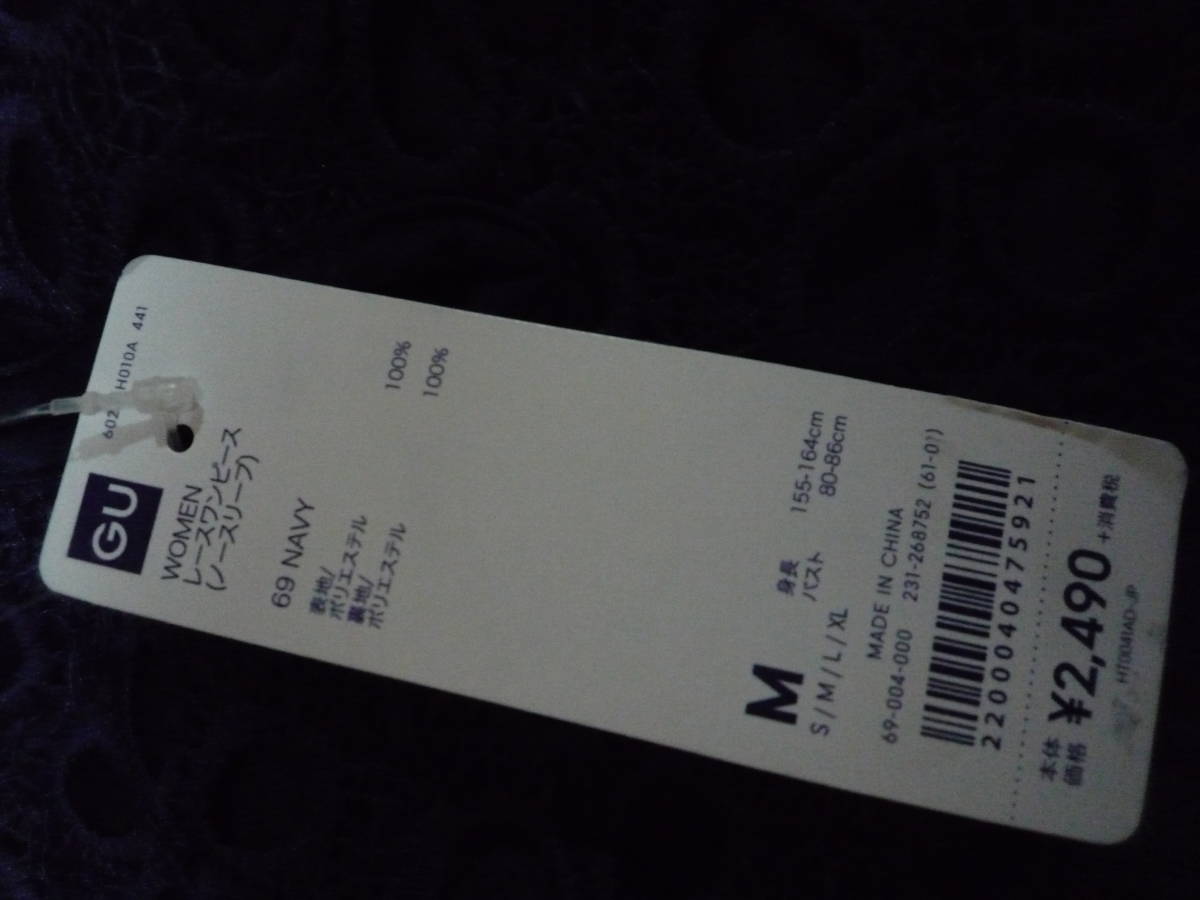 602 H010A 441
GU
WOMEN
レースワンピース
(ノースリーブ)
69 NAVY
表地/
ポリエステル 100%
裏地/
ポリエステル 100%
身長 155-164cm
バスト 80-86cm
M
S/M/L/XL
MADE IN CHINA
69-004-000 231-268752
2200040475921
本体
価格 ¥2,490 +消費税
HT0041AD-JP